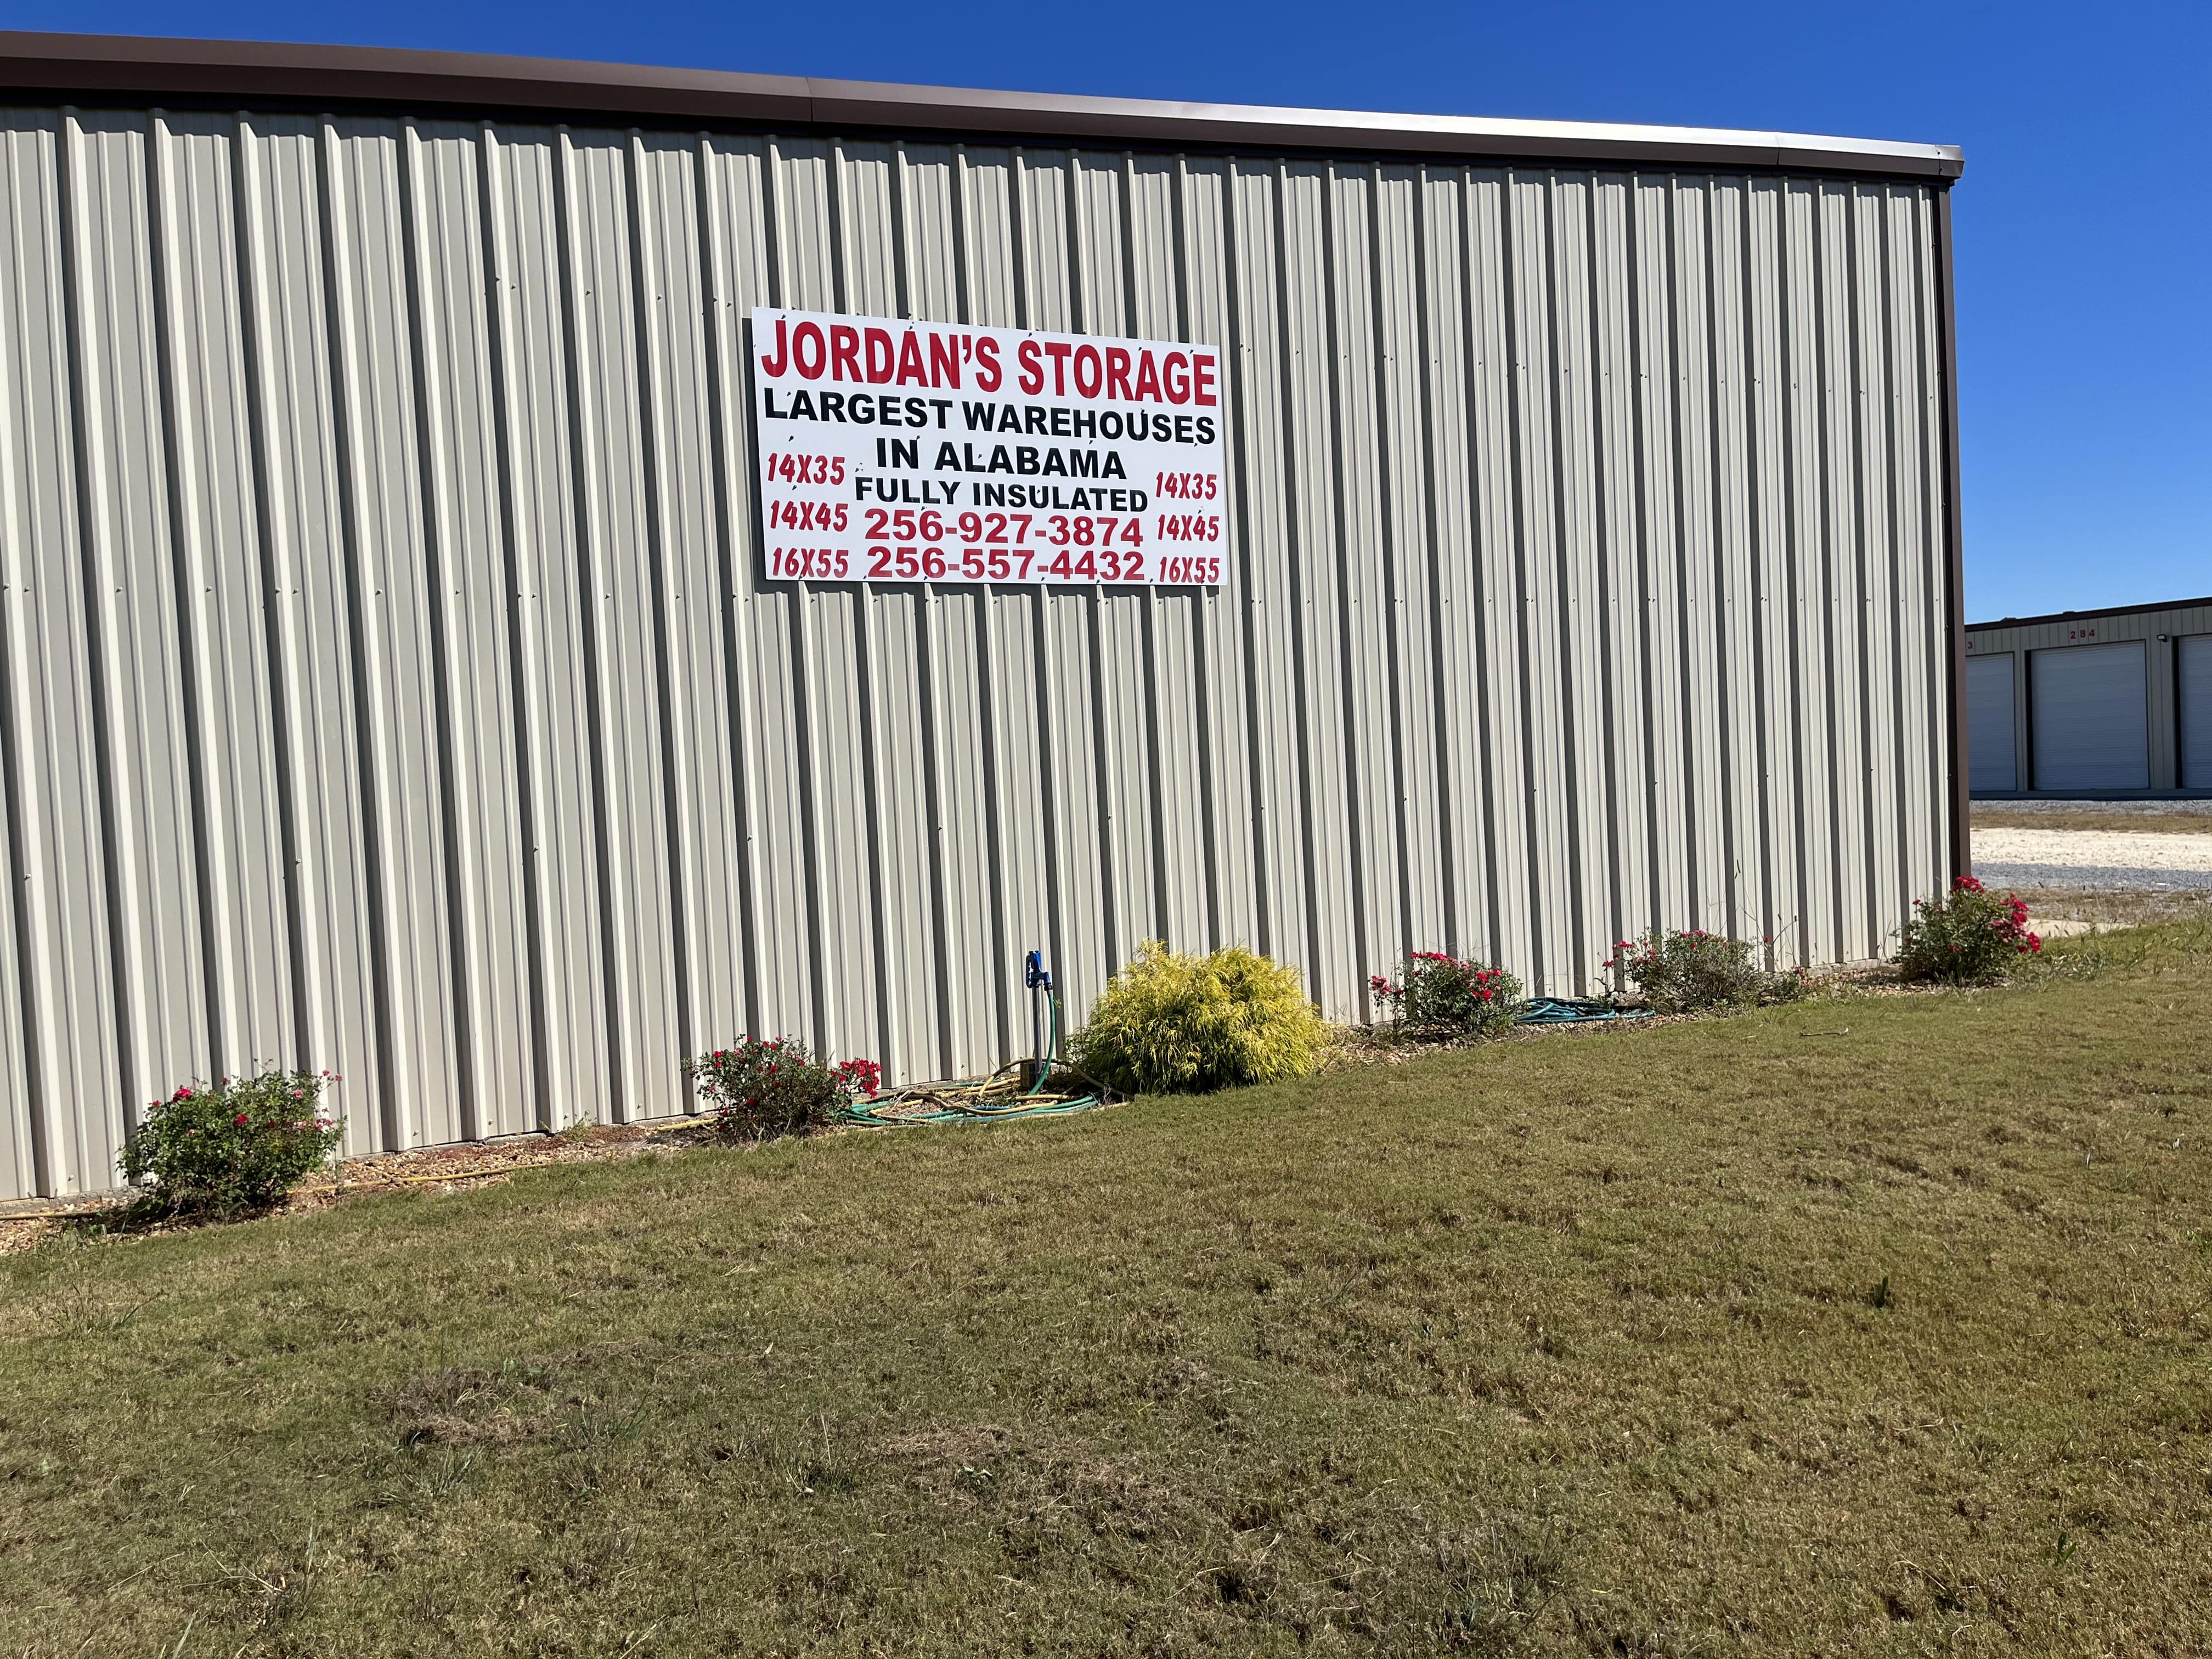 JORDAN'S STORAGE
LARGEST WAREHOUSES
IN ALABAMA
14X35 FULLY INSULATED 14X35
14X45 256-927-3874 14X45
16X55 256-557-4432 16X55
3 284